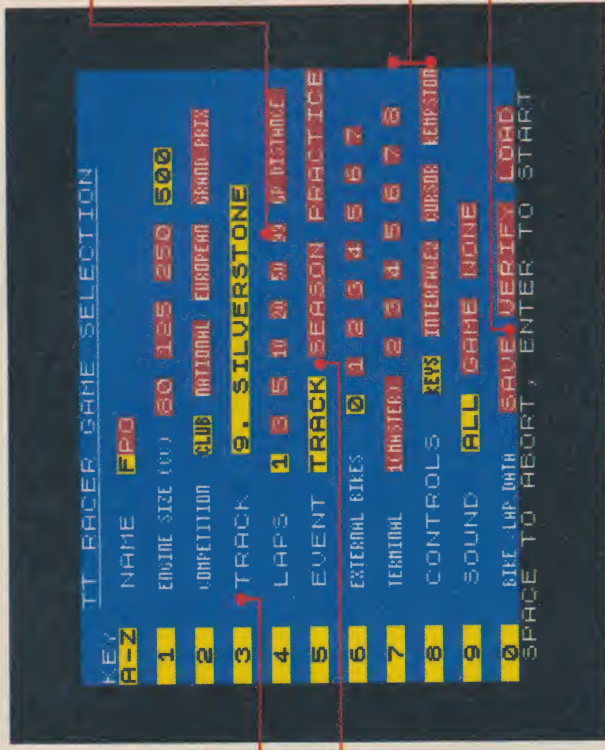 TT RACER GAME SELECTION
KEY
A-Z NAME FPO
1 ENGINE SIZE (CC) 80 125 250 500
2 COMPETITION CLUB NATIONAL EUROPEAN GRAND PRIX
3 TRACK 9. SILVERSTONE
4 LAPS 1 3 5 10 20 50 99 GP DISTANCE
5 EVENT TRACK SEASON PRACTICE
6 EXTERNAL BIKES 0 1 2 3 4 5 6 7
7 TERMINAL 1(MASTER) 2 3 4 5 6 7 8
8 CONTROLS KEYS INTERFACE2 CURSOR KEMPSTON
9 SOUND ALL GAME NONE
0 BIKE-LAP DATA SAVE VERIFY LOAD
SPACE TO ABORT, ENTER TO START